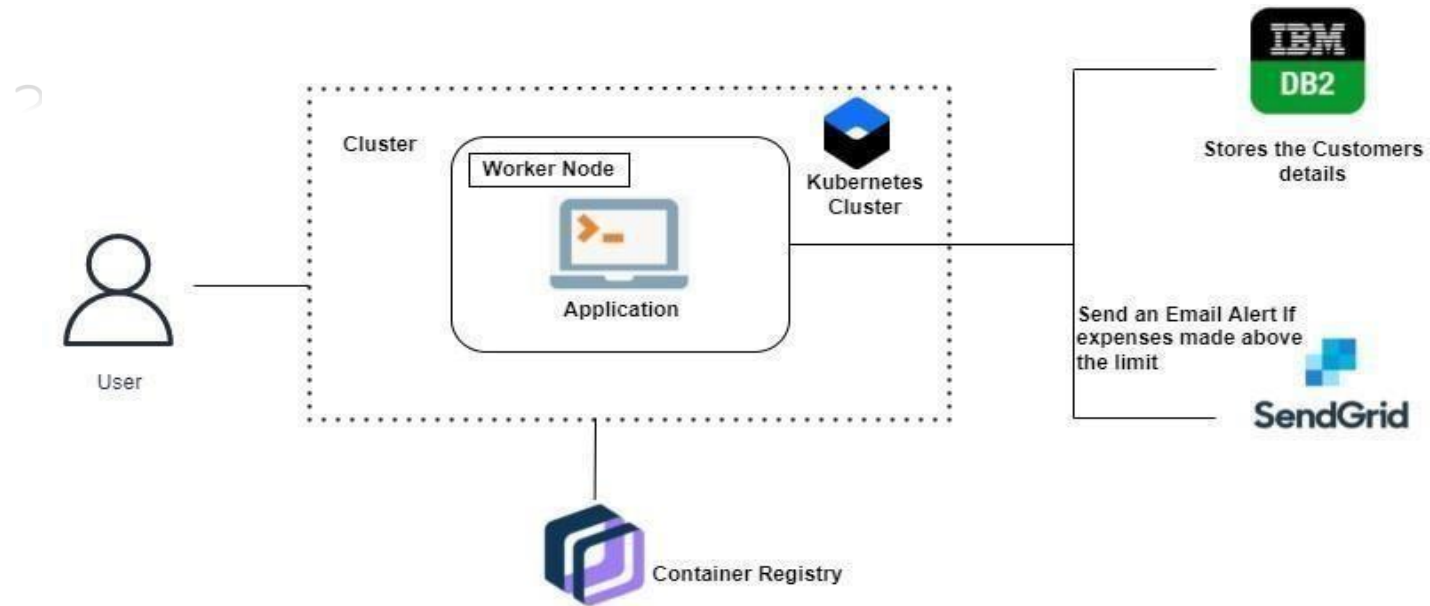 IBM
DB2
Stores the Customers
details
Cluster
Worker Node
Kubernetes
Cluster
Application
User
Send an Email Alert If
expenses made above
the limit
SendGrid
Container Registry